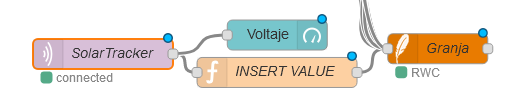 Voltaje
SolarTracker
Granja
connected
INSERT VALUE
RWC